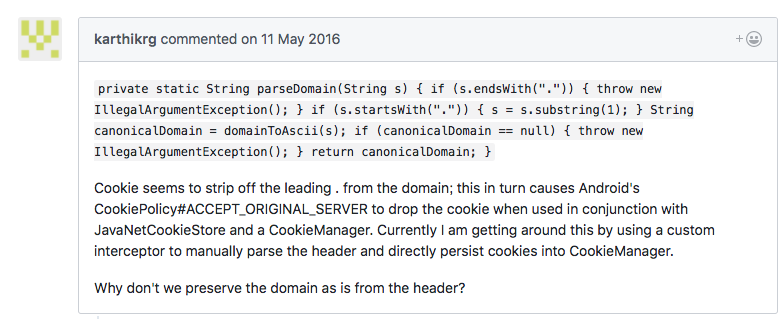 karthikrg commented on 11 May 2016
private static String parseDomain(String s) { if (s.endsWith(".")) { throw new
IllegalArgumentException(); } if (s.startsWith(".")) { s = s.substring(1); } String
canonicalDomain = domainToAscii(s); if (canonicalDomain == null) { throw new
IllegalArgumentException(); } return canonicalDomain; }
Cookie seems to strip off the leading . from the domain; this in turn causes Android's
CookiePolicy#ACCEPT_ORIGINAL_SERVER to drop the cookie when used in conjunction with
JavaNetCookieStore and a CookieManager. Currently I am getting around this by using a custom
interceptor to manually parse the header and directly persist cookies into CookieManager.
Why don't we preserve the domain as is from the header?